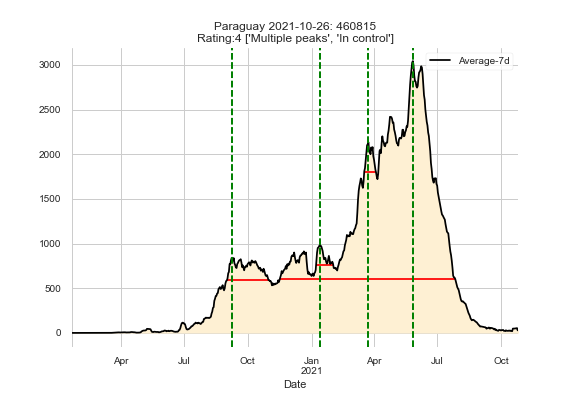 Paraguay 2021-10-26: 460815
Rating:4 ['Multiple peaks', 'In control']
Average-7d
3000
2500
2000
1500
1000
500
0
Apr Jul Oct Jan Apr Jul Oct
2021
Date